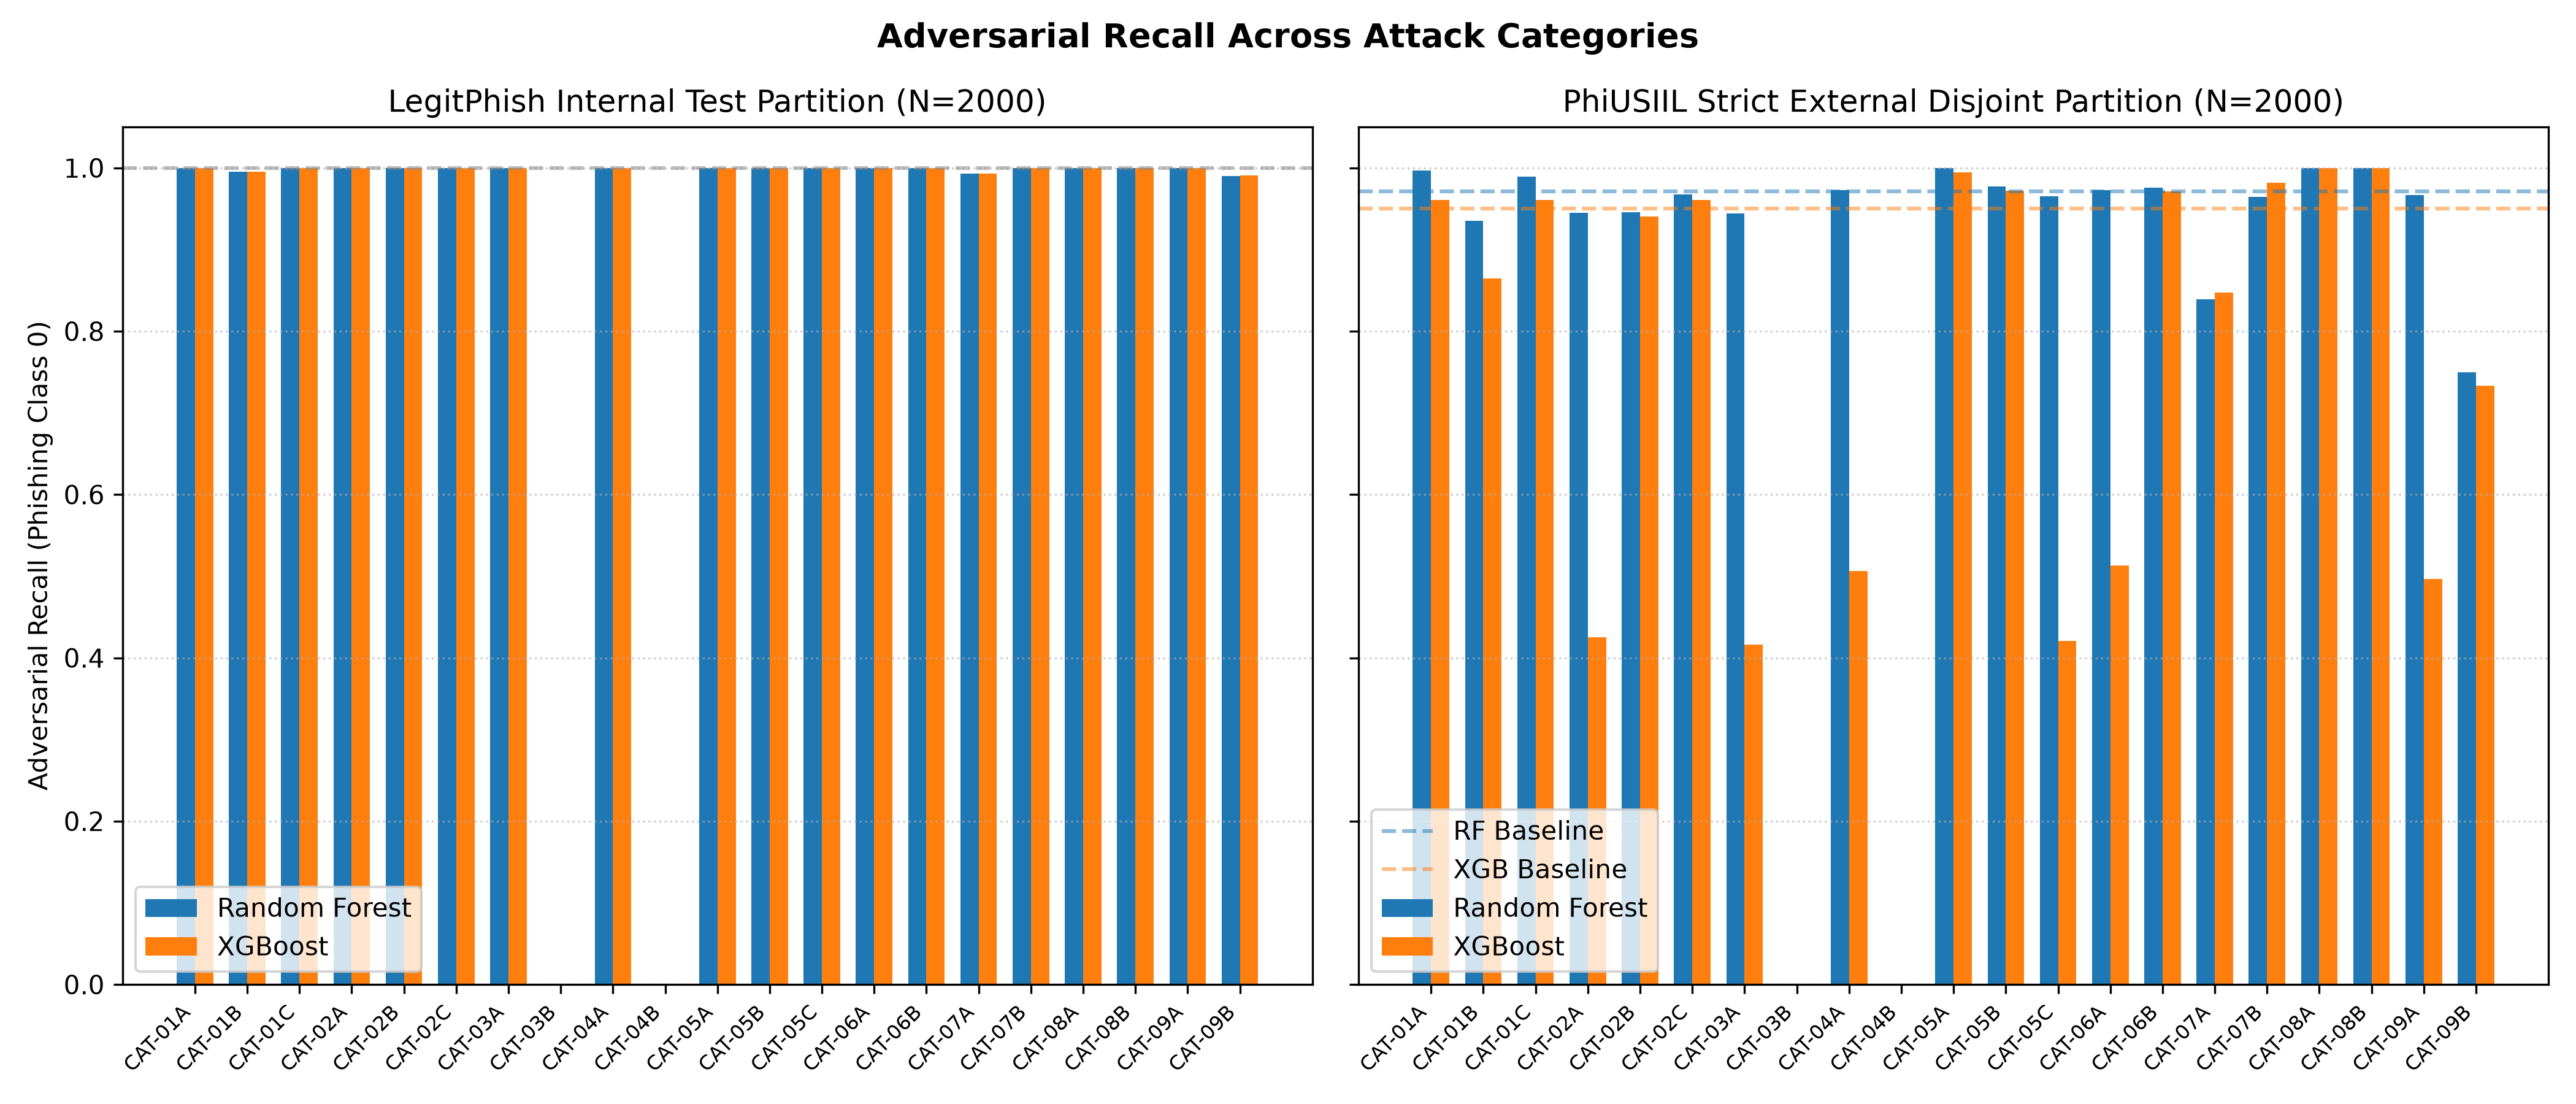 Adversarial Recall Across Attack Categories
LegitPhish Internal Test Partition (N=2000)
Adversarial Recall (Phishing Class 0)
1.0
0.8
0.6
0.4
0.2
0.0
Random Forest
XGBoost
CAT-01A
CAT-01B
CAT-01C
CAT-02A
CAT-02B
CAT-02C
CAT-03A
CAT-03B
CAT-04A
CAT-04B
CAT-05A
CAT-05B
CAT-05C
CAT-06A
CAT-06B
CAT-07A
CAT-07B
CAT-08A
CAT-08B
CAT-09A
CAT-09B
PhiUSIIL Strict External Disjoint Partition (N=2000)
RF Baseline
XGB Baseline
Random Forest
XGBoost
CAT-01A
CAT-01B
CAT-01C
CAT-02A
CAT-02B
CAT-02C
CAT-03A
CAT-03B
CAT-04A
CAT-04B
CAT-05A
CAT-05B
CAT-05C
CAT-06A
CAT-06B
CAT-07A
CAT-07B
CAT-08A
CAT-08B
CAT-09A
CAT-09B